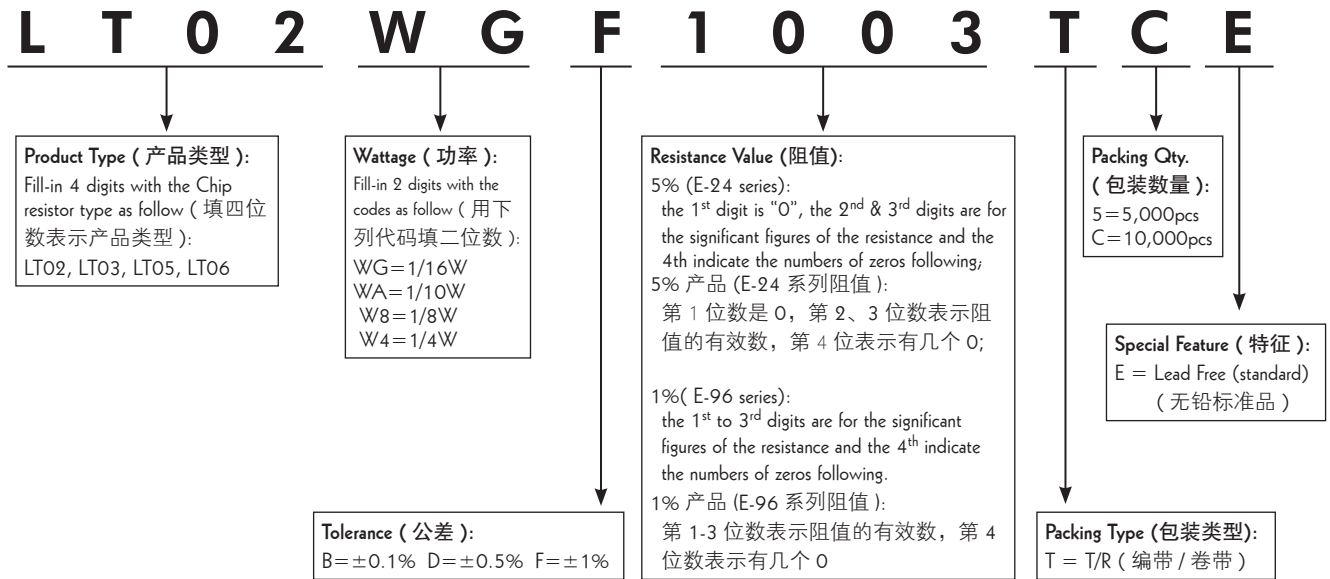 L T 0 2 W G F 1 0 0 3 T C E
Product Type ( 产品类型 ):
Fill-in 4 digits with the Chip
resistor type as follow ( 填四位
数表示产品类型 ):
LT02, LT03, LT05, LT06
Wattage ( 功率 ):
Fill-in 2 digits with the
codes as follow ( 用下
列代码填二位数 ):
WG=1/16W
WA=1/10W
W8=1/8W
W4=1/4W
Tolerance ( 公差 ):
B=±0.1% D=±0.5% F=±1%
Resistance Value (阻值):
5% (E-24 series):
the 1st digit is "0", the 2nd & 3rd digits are for
the significant figures of the resistance and the
4th indicate the numbers of zeros following;
5% 产品 (E-24 系列阻值 ):
第 1 位数是 0，第 2、3 位数表示阻
值的有效数，第 4 位表示有几个 0;
1%( E-96 series):
the 1st to 3rd digits are for the significant
figures of the resistance and the 4th indicate
the numbers of zeros following.
1% 产品 (E-96 系列阻值 ):
第 1-3 位数表示阻值的有效数，第 4
位数表示有几个 0
Packing Type (包装类型):
T = T/R ( 编带 / 卷带 )
Packing Qty.
( 包装数量 ):
5=5,000pcs
C=10,000pcs
Special Feature ( 特征 ):
E = Lead Free (standard)
( 无铅标准品 )